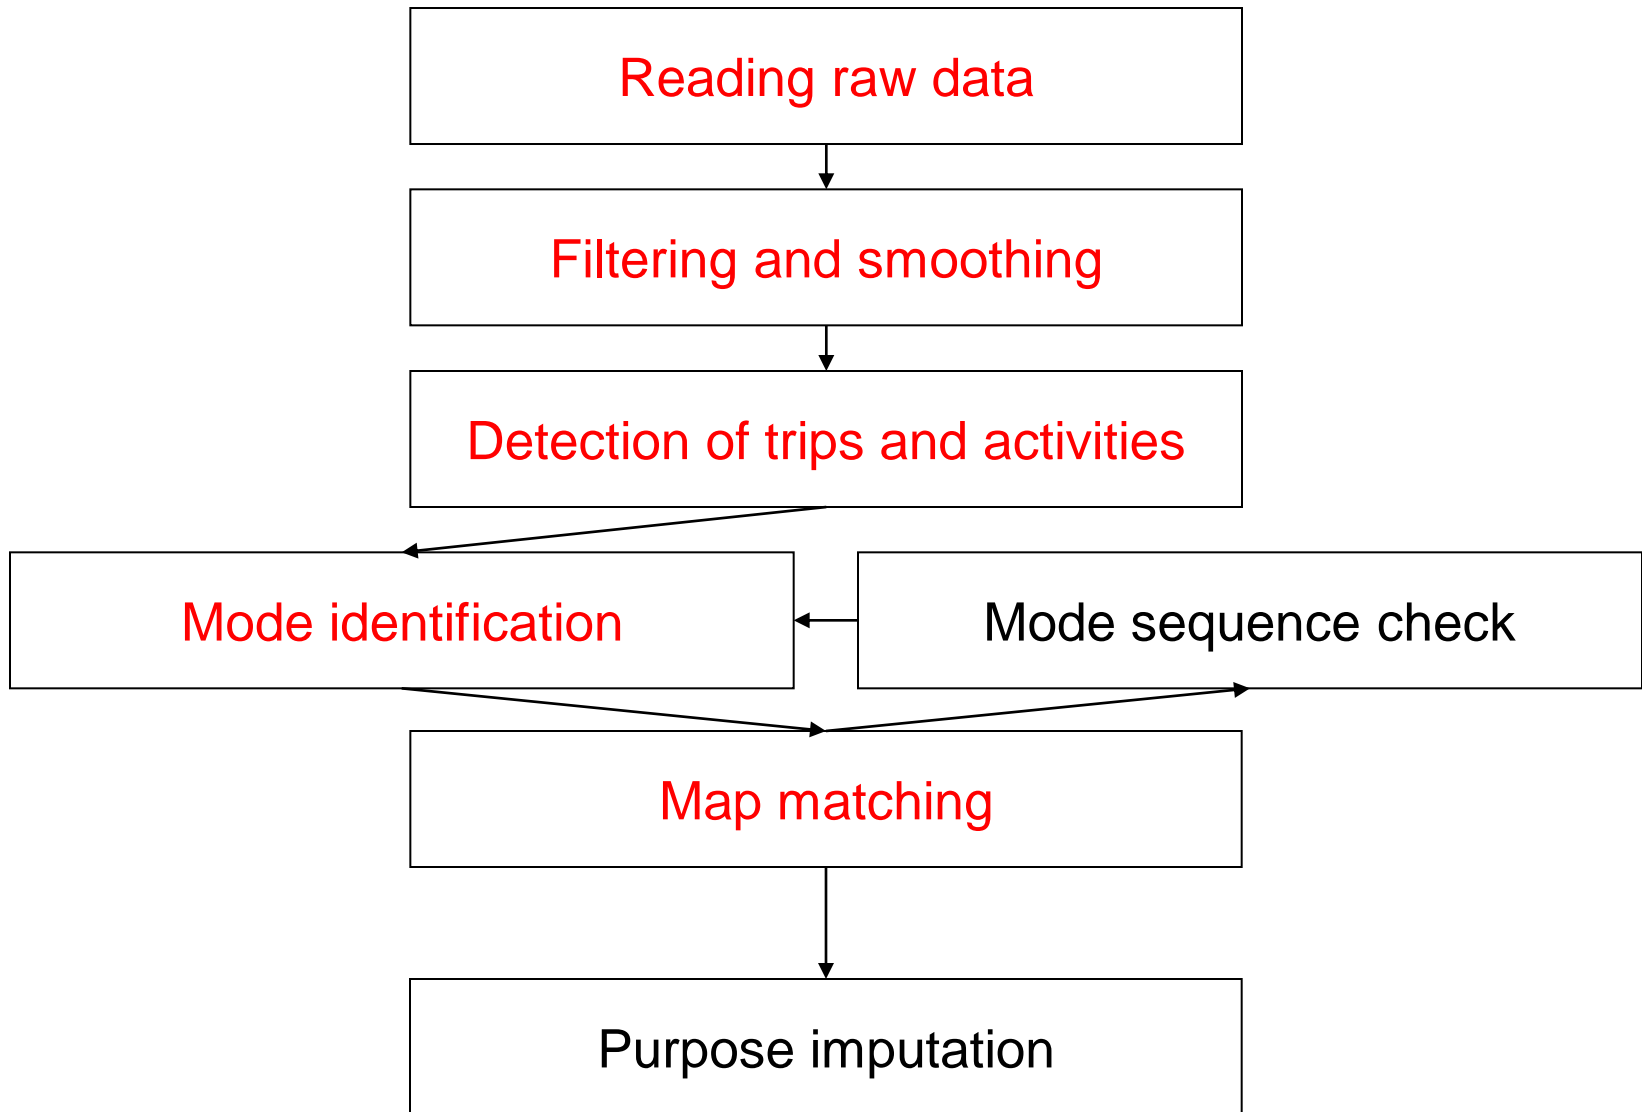 Reading raw data
Filtering and smoothing
Detection of trips and activities
Mode identification
Mode sequence check
Map matching
Purpose imputation